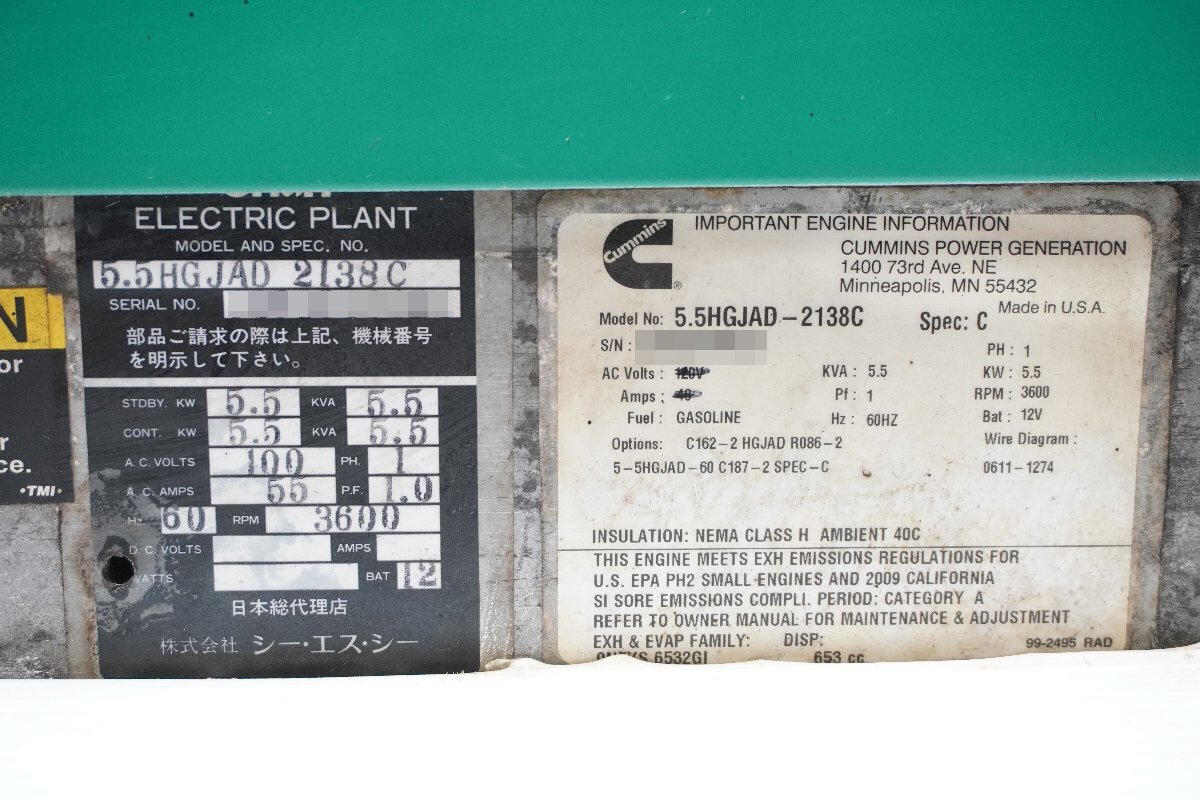 N
or
r
ce.
·TMI·
ELECTRIC PLANT
MODEL AND SPEC. NO.
5.5HGJAD 2138C
SERIAL NO.
部品ご請求の際は上記、機械番号
を明示して下さい。
STDBY. KW 5.5 KVA 5.5
CONT. KW 5.5 KVA 5.5
A.C. VOLTS 100 PH. 1
A.C. AMPS 55 P.F. 1.0
60 RPM 3600
D.C. VOLTS AMPS
WATTS BAT 12
日本総代理店
株式会社 シー・エス・シー
Cummins
®
IMPORTANT ENGINE INFORMATION
CUMMINS POWER GENERATION
1400 73rd Ave. NE
Minneapolis, MN 55432
Made in U.S.A.
Model No: 5.5HGJAD-2138C Spec: C
S/N : PH : 1
AC Volts : 120V KVA : 5.5 KW : 5.5
Amps : Pf : 1 RPM : 3600
Fuel : GASOLINE Hz : 60HZ Bat : 12V
Options: C162-2 HGJAD R086-2 Wire Diagram :
5-5HGJAD-60 C187-2 SPEC-C 0611-1274
INSULATION: NEMA CLASS H AMBIENT 40C
THIS ENGINE MEETS EXH EMISSIONS REGULATIONS FOR
U.S. EPA PH2 SMALL ENGINES AND 2009 CALIFORNIA
SI SORE EMISSIONS COMPLI. PERIOD: CATEGORY A
REFER TO OWNER MANUAL FOR MAINTENANCE & ADJUSTMENT
EXH & EVAP FAMILY: DISP: 99-2495 RAD
653 cc